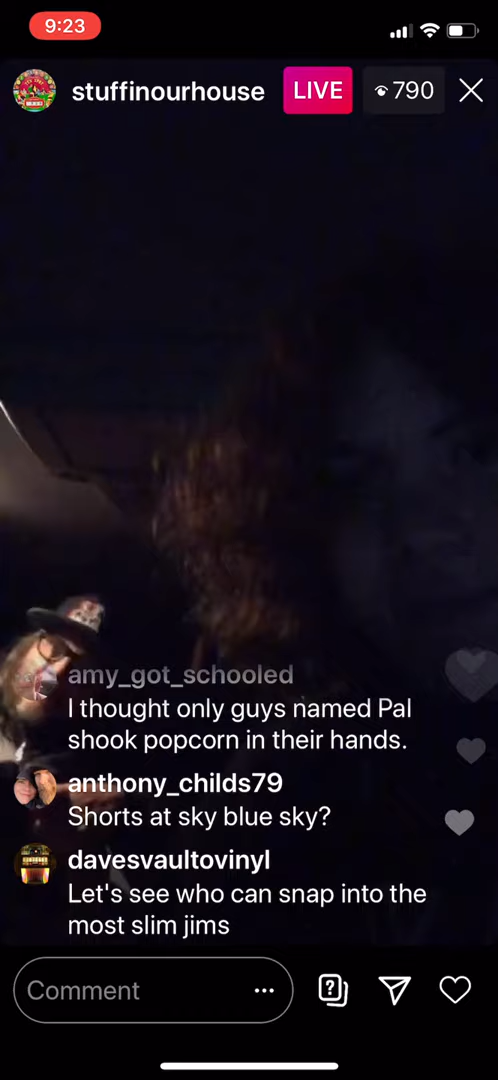 9:23
stuffinourhouse
LIVE
790
amy_got_schooled
I thought only guys named Pal
shook popcorn in their hands.
anthony_childs79
Shorts at sky blue sky?
davesvaultovinyl
Let's see who can snap into the
most slim jims
Comment